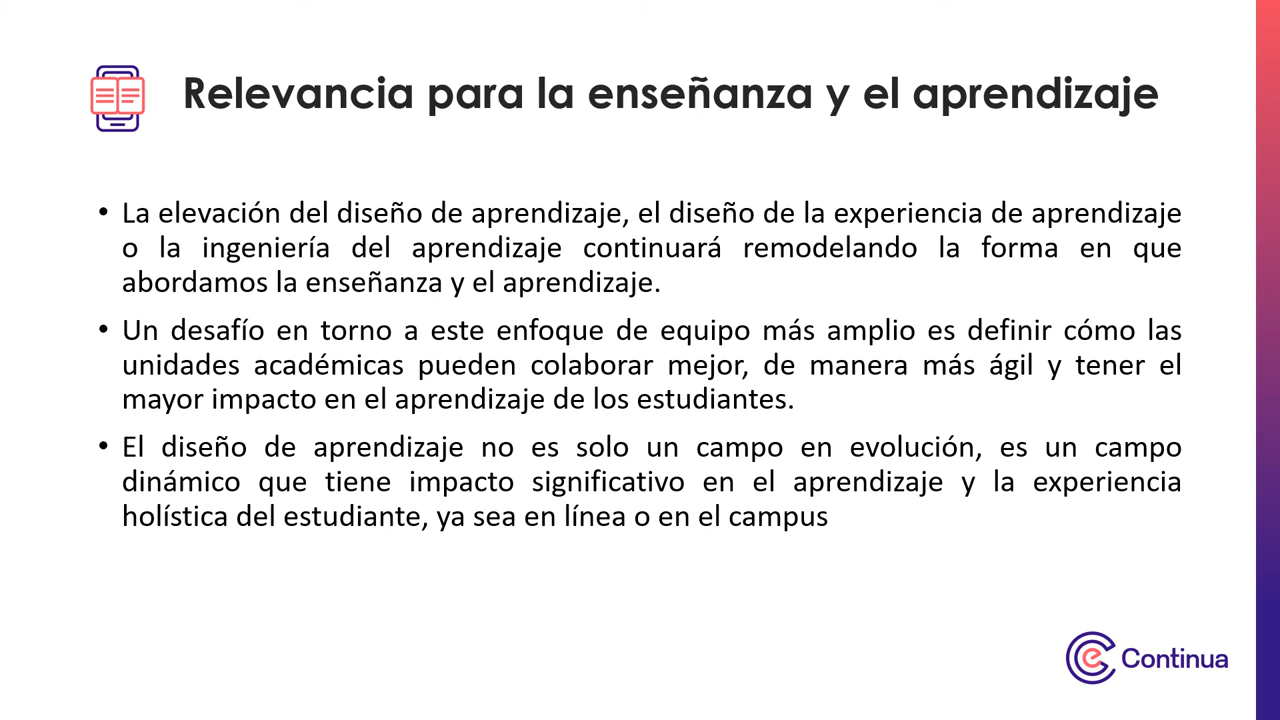 Relevancia para la enseñanza y el aprendizaje
• La elevación del diseño de aprendizaje, el diseño de la experiencia de aprendizaje
o la ingeniería del aprendizaje continuará remodelando la forma en que
abordamos la enseñanza y el aprendizaje.
• Un desafío en torno a este enfoque de equipo más amplio es definir cómo las
unidades académicas pueden colaborar mejor, de manera más ágil y tener el
mayor impacto en el aprendizaje de los estudiantes.
• El diseño de aprendizaje no es solo un campo en evolución, es un campo
dinámico que tiene impacto significativo en el aprendizaje y la experiencia
holística del estudiante, ya sea en línea o en el campus
Continua